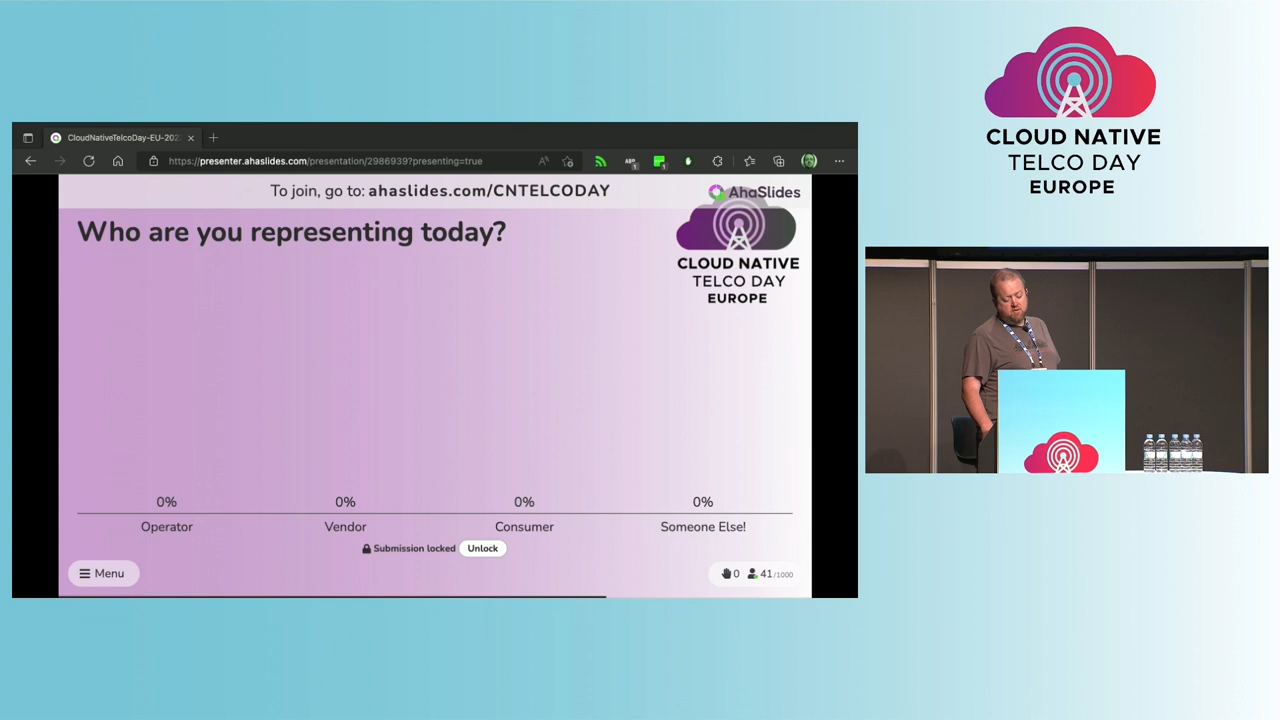 CloudNativeTelcoDay-EU-202
https://presenter.ahaslides.com/presentation/2986939?presenting=true
To join, go to: ahaslides.com/CNTELCODAY
AhaSlides
Who are you representing today?
CLOUD NATIVE
TELCO DAY
EUROPE
0% 0% 0% 0%
Operator Vendor Consumer Someone Else!
Submission locked Unlock
Menu
0 41/1000
CLOUD NATIVE
TELCO DAY
EUROPE